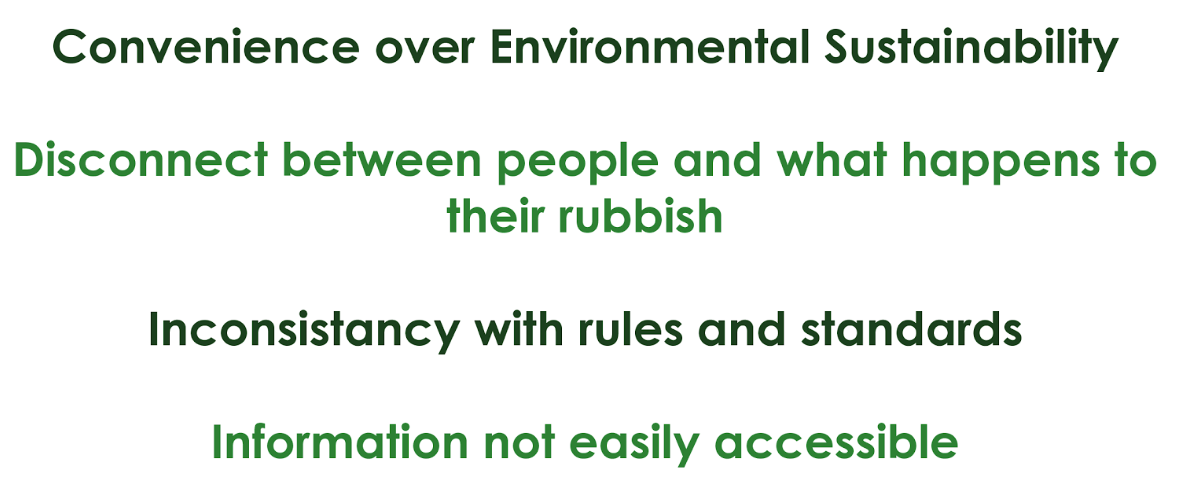 Convenience over Environmental Sustainability
Disconnect between people and what happens to
their rubbish
Inconsistancy with rules and standards
Information not easily accessible